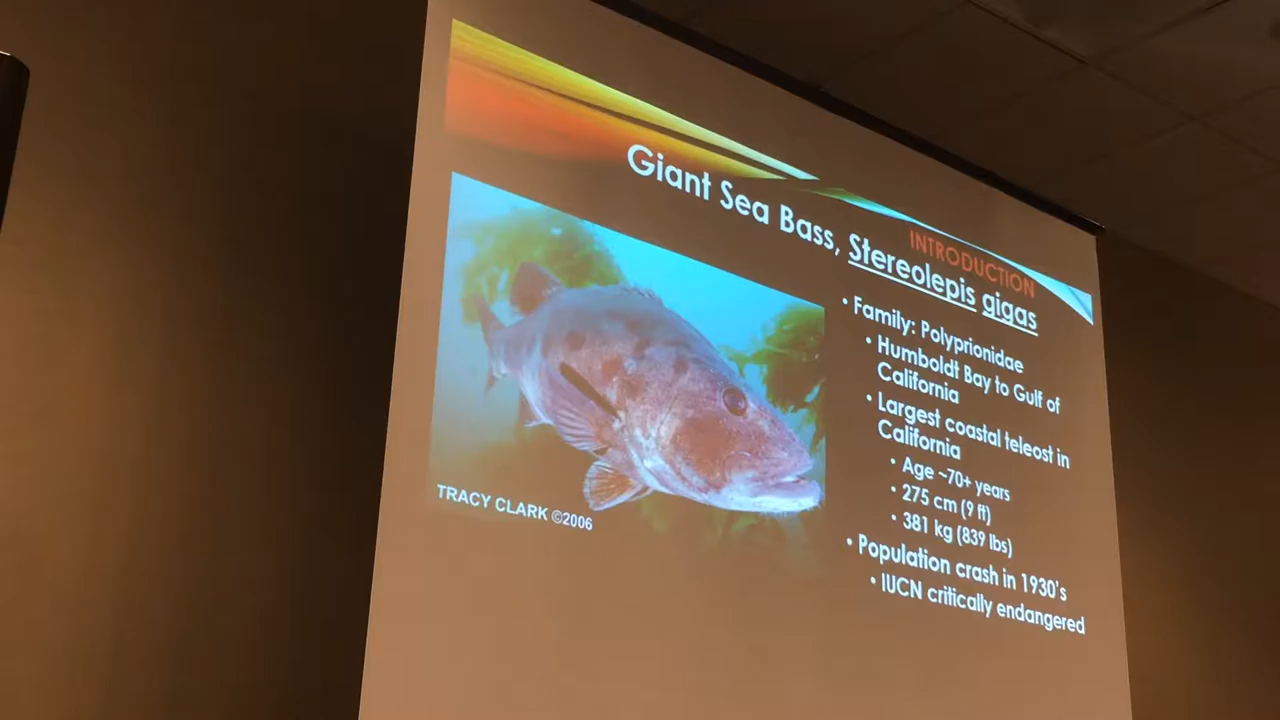 INTRODUCTION
Giant Sea Bass, Stereolepis gigas
• Family: Polyprionidae
• Humboldt Bay to Gulf of
California
• Largest coastal teleost in
California
• Age ~70+ years
• 275 cm (9 ft)
• 381 kg (839 lbs)
• Population crash in 1930's
• IUCN critically endangered
TRACY CLARK ©2006